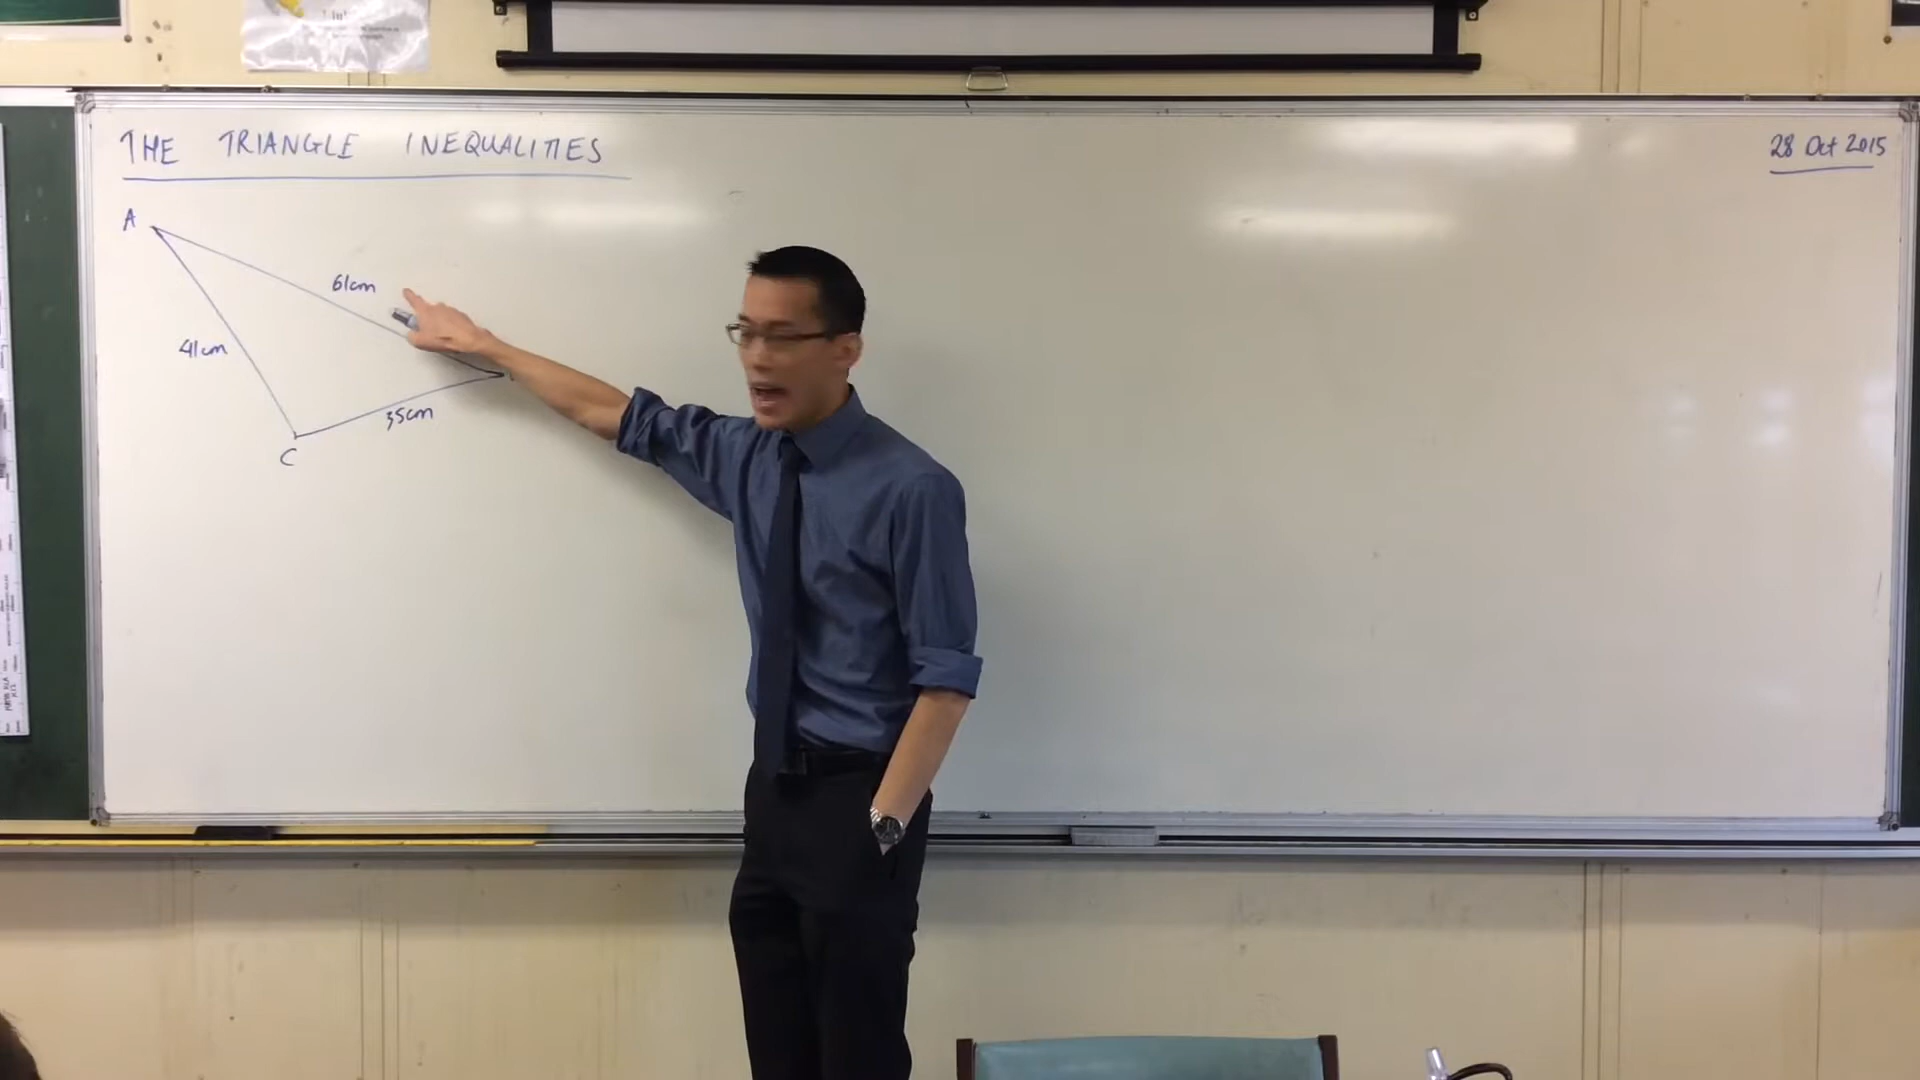 THE TRIANGLE INEQUALITIES
28 Oct 2015
A
61cm
41cm
35cm
C